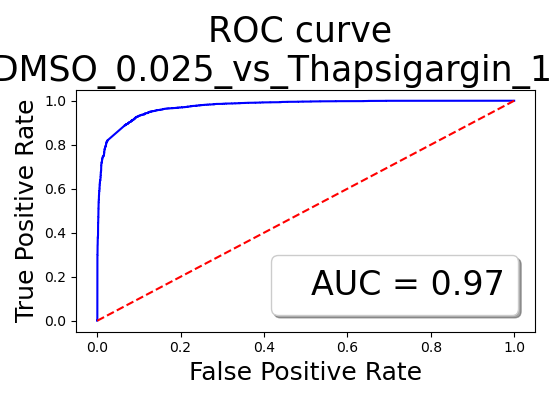 ROC curve
DMSO_0.025_vs_Thapsigargin_1
True Positive Rate
1.0
0.8
0.6
0.4
0.2
0.0
AUC = 0.97
0.0 0.2 0.4 0.6 0.8 1.0
False Positive Rate